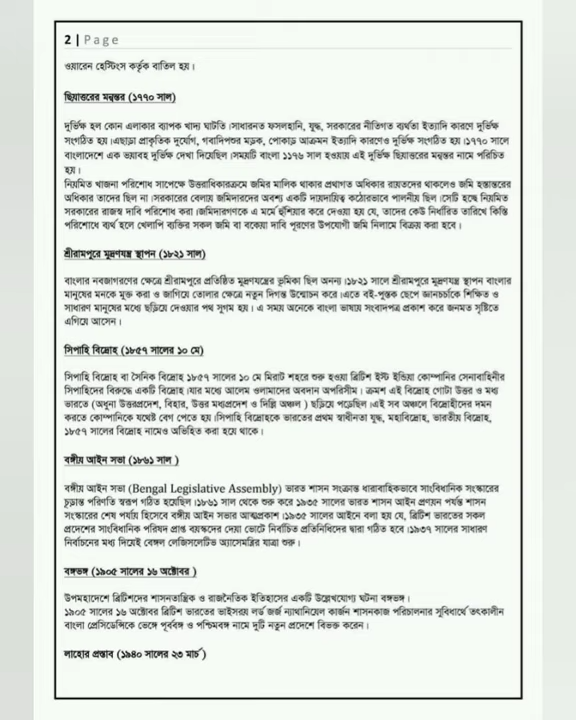 2 | Page
ওয়ারেন হেস্টিংস কর্তৃক বাতিল হয়।
ছিয়াত্তরের মন্বন্তর (১৭৭০ সাল)
দুর্ভিক্ষ হল কোন এলাকার ব্যাপক খাদ্য ঘাটতি।সাধারনত ফসলহানি, যুদ্ধ, সরকারের নীতিগত ব্যর্থতা ইত্যাদি কারণে দুর্ভিক্ষ
সংগঠিত হয়।এছাড়া প্রাকৃতিক দুর্যোগ, গবাদিপশুর মড়ক, পোকাড় আক্রমন ইত্যাদি কারণেও দুর্ভিক্ষ সংগঠিত হয়।১৭৭০ সালে
বাংলাদেশে এক ভয়াবহ দুর্ভিক্ষ দেখা দিয়েছিল।সময়টি বাংলা ১১৭৬ সাল হওয়ায় এই দুর্ভিক্ষ ছিয়াত্তরের মন্বন্তর নামে পরিচিত
হয়।
নিয়মিত খাজনা পরিশোধ সাপেক্ষে উত্তরাধিকারক্রমে জমির মালিক থাকার প্রথাগত অধিকার রায়তদের থাকলেও জমি হস্তান্তরের
অধিকার তাদের ছিল না।সরকারের বেলায় জমিদারদের অবশ্য একটি দায়দায়িত্ব কঠোরভাবে পালনীয় ছিল।সেটি হচ্ছে নিয়মিত
সরকারের রাজস্ব দাবি পরিশোধ করা।জমিদারগণকে এ মর্মে হুঁশিয়ার করে দেওয়া হয় যে, তাদের কেউ নির্ধারিত তারিখে কিস্তি
পরিশোধে ব্যর্থ হলে খেলাপি ব্যক্তির সকল জমি বা বকেয়া দাবি পূরণের উপযোগী জমি নিলামে বিক্রয় করা হবে।
শ্রীরামপুরে মুদ্রণযন্ত্র স্থাপন (১৮২১ সাল)
বাংলার নবজাগরণের ক্ষেত্রে শ্রীরামপুরে প্রতিষ্ঠিত মুদ্রণযন্ত্রের ভূমিকা ছিল অনন্য।১৮২১ সালে শ্রীরামপুরে মুদ্রণযন্ত্র স্থাপন বাংলার
মানুষের মনকে মুক্ত করা ও জাগিয়ে তোলার ক্ষেত্রে নতুন দিগন্ত উন্মোচন করে।এতে বই-পুস্তক ছেপে জ্ঞানচর্চাকে শিক্ষিত ও
সাধারণ মানুষের মধ্যে ছড়িয়ে দেওয়ার পথ সুগম হয়। এ সময় অনেকে বাংলা ভাষায় সংবাদপত্র প্রকাশ করে জনমত সৃষ্টিতে
এগিয়ে আসেন।
সিপাহি বিদ্রোহ (১৮৫৭ সালের ১০ মে)
সিপাহি বিদ্রোহ বা সৈনিক বিদ্রোহ ১৮৫৭ সালের ১০ মে মিরাট শহরে শুরু হওয়া ব্রিটিশ ইস্ট ইন্ডিয়া কোম্পানির সেনাবাহিনীর
সিপাহিদের বিরুদ্ধে একটি বিদ্রোহ।যার মধ্যে আলেম ওলামাদের অবদান অপরিসীম। ক্রমশ এই বিদ্রোহ গোটা উত্তর ও মধ্য
ভারতে (অধুনা উত্তরপ্রদেশ, বিহার, উত্তর মধ্যপ্রদেশ ও দিল্লি অঞ্চল ) ছড়িয়ে পড়েছিল।এই সব অঞ্চলে বিদ্রোহীদের দমন
করতে কোম্পানিকে যথেষ্ট বেগ পেতে হয়।সিপাহি বিদ্রোহকে ভারতের প্রথম স্বাধীনতা যুদ্ধ, মহাবিদ্রোহ, ভারতীয় বিদ্রোহ,
১৮৫৭ সালের বিদ্রোহ নামেও অভিহিত করা হয়ে থাকে।
বঙ্গীয় আইন সভা (১৮৬১ সাল )
বঙ্গীয় আইন সভা (Bengal Legislative Assembly) ভারত শাসন সংক্রান্ত ধারাবাহিকভাবে সাংবিধানিক সংস্কারের
চূড়ান্ত পরিণতি স্বরূপ গঠিত হয়েছিল।১৮৬১ সাল থেকে শুরু করে ১৯৩৫ সালের ভারত শাসন আইন প্রণয়ন পর্যন্ত শাসন
সংস্কারের শেষ পর্যায় হিসেবে বঙ্গীয় আইন সভার আত্মপ্রকাশ।১৯৩৫ সালের আইনে বলা হয় যে, ব্রিটিশ ভারতের সকল
প্রদেশের সাংবিধানিক পরিষদ প্রাপ্ত বয়স্কদের দেয়া ভোটে নির্বাচিত প্রতিনিধিদের দ্বারা গঠিত হবে।১৯৩৭ সালের সাধারণ
নির্বাচনের মধ্য দিয়েই বেঙ্গল লেজিসলেটিভ অ্যাসেমব্লির যাত্রা শুরু।
বঙ্গভঙ্গ (১৯০৫ সালের ১৬ অক্টোবর )
উপমহাদেশে ব্রিটিশদের শাসনতান্ত্রিক ও রাজনৈতিক ইতিহাসের একটি উল্লেখযোগ্য ঘটনা বঙ্গভঙ্গ।
১৯০৫ সালের ১৬ অক্টোবর ব্রিটিশ ভারতের ভাইসরয় লর্ড জর্জ ন্যাথানিয়েল কার্জন শাসনকাজ পরিচালনার সুবিধার্থে তৎকালীন
বাংলা প্রেসিডেন্সিকে ভেঙ্গে পূর্ববঙ্গ ও পশ্চিমবঙ্গ নামে দুটি নতুন প্রদেশে বিভক্ত করেন।
লাহোর প্রস্তাব (১৯৪০ সালের ২৩ মার্চ )